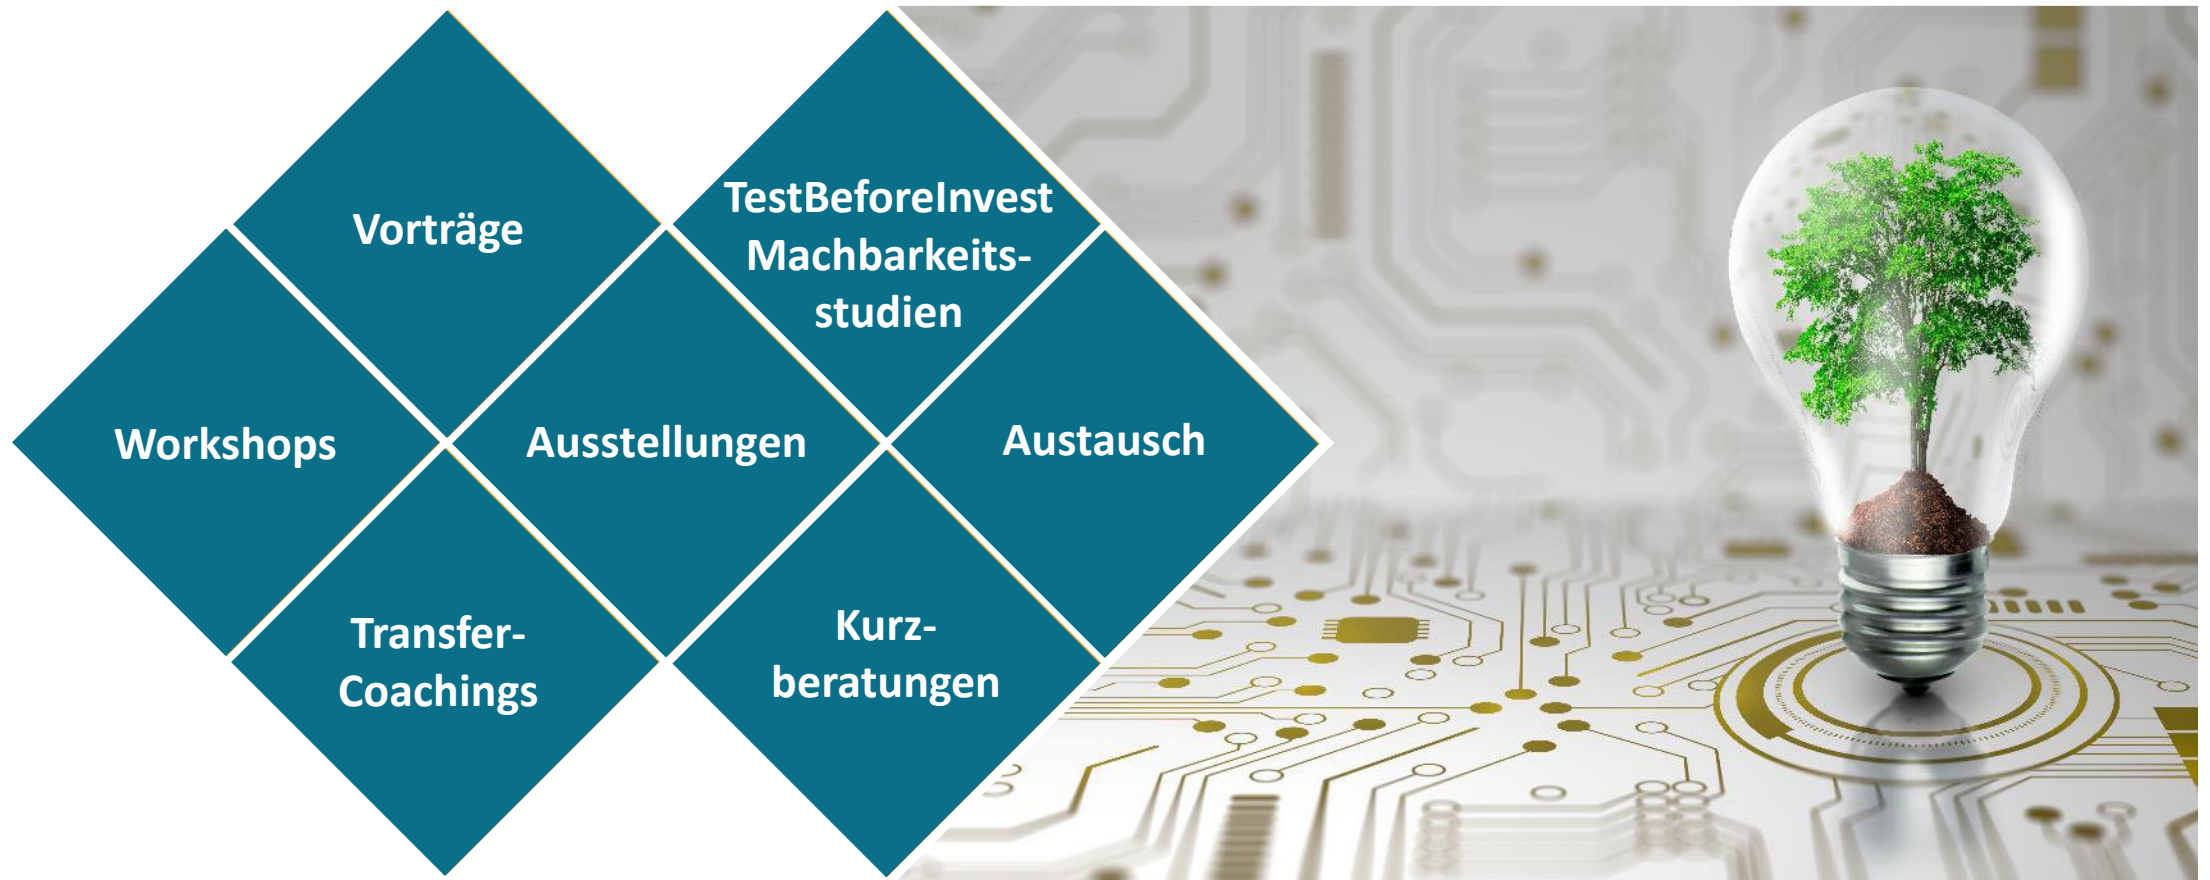 Vorträge
TestBeforeInvest
Machbarkeits-
studien
Workshops
Ausstellungen
Austausch
Transfer-
Coachings
Kurz-
beratungen